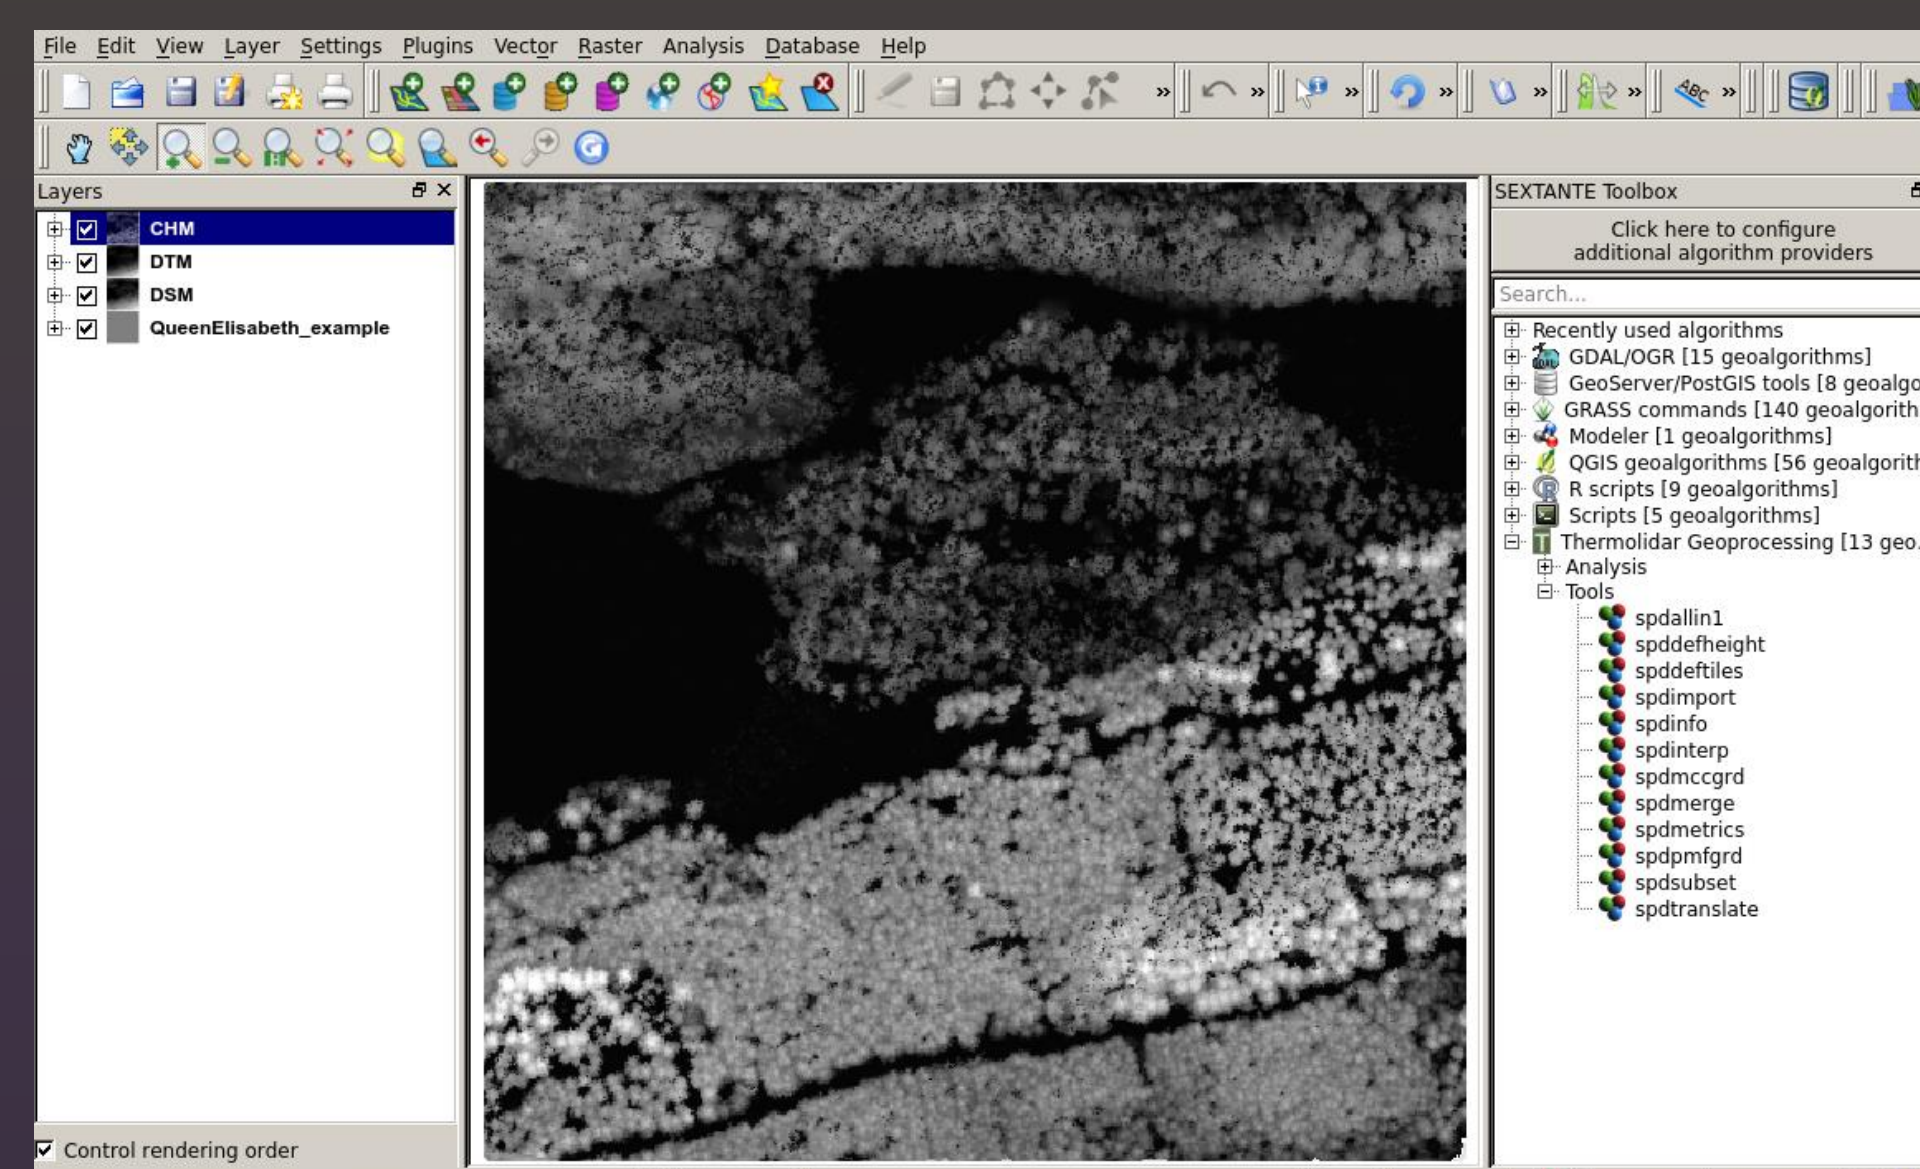 File Edit View Layer Settings Plugins Vector Raster Analysis Database Help
ABC
Layers
CHM
DTM
DSM
QueenElisabeth_example
Control rendering order
SEXTANTE Toolbox
Click here to configure
additional algorithm providers
Search...
Recently used algorithms
GDAL/OGR [15 geoalgorithms]
GeoServer/PostGIS tools [8 geoalgo
GRASS commands [140 geoalgorith
Modeler [1 geoalgorithms]
QGIS geoalgorithms [56 geoalgorith
R scripts [9 geoalgorithms]
Scripts [5 geoalgorithms]
Thermolidar Geoprocessing [13 geo.
Analysis
Tools
spdallin1
spddefheight
spddeftiles
spdimport
spdinfo
spdinterp
spdmccgrd
spdmerge
spdmetrics
spdpmfgrd
spdsubset
spdtranslate